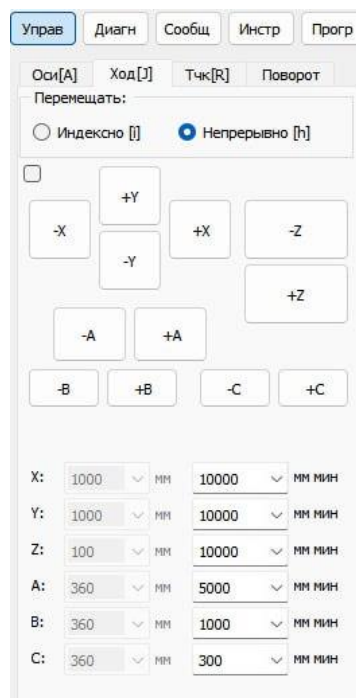 Управ Диагн Сообщ Инстр Прогр
Оси[A] Ход[J] Тчк[R] Поворот
Перемещать:
Индексно [i] Непрерывно [h]
+Y
-X +X -Z
-Y
+Z
-A +A
-B +B -C +C
X: 1000 мм 10000 мм мин
Y: 1000 мм 10000 мм мин
Z: 100 мм 10000 мм мин
A: 360 мм 5000 мм мин
B: 360 мм 1000 мм мин
C: 360 мм 300 мм мин